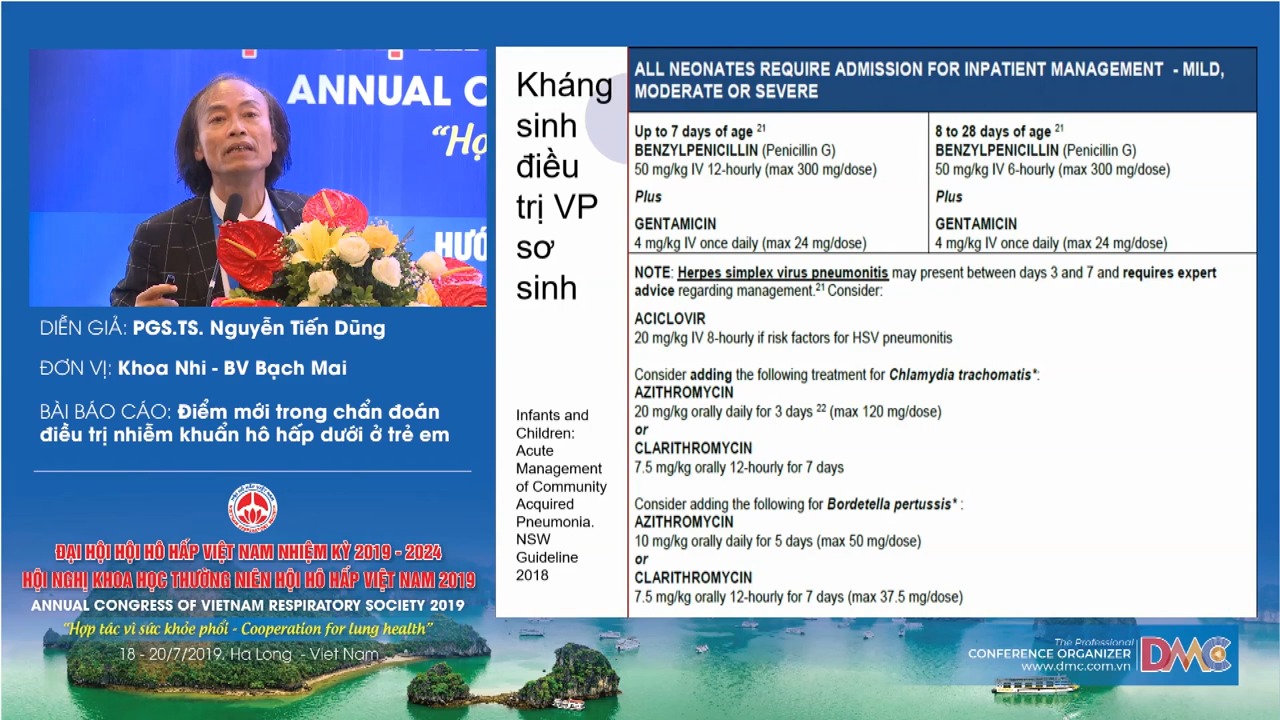 ANNUAL C
“Hợ
HƯỚ
DIỄN GIẢ: PGS.TS. Nguyễn Tiến Dũng
ĐƠN VỊ: Khoa Nhi - BV Bạch Mai
BÀI BÁO CÁO: Điểm mới trong chẩn đoán
điều trị nhiễm khuẩn hô hấp dưới ở trẻ em
ĐẠI HỘI HỘI HÔ HẤP VIỆT NAM NHIỆM KỲ 2019 - 2024
HỘI NGHỊ KHOA HỌC THƯỜNG NIÊN HỘI HÔ HẤP VIỆT NAM 2019
ANNUAL CONGRESS OF VIETNAM RESPIRATORY SOCIETY 2019
“Hợp tác vì sức khỏe phổi - Cooperation for lung health”
18 - 20/7/2019. Ha Long - Viet Nam
Kháng
sinh
điều
trị VP
sơ
sinh
Infants and
Children:
Acute
Management
of Community
Acquired
Pneumonia.
NSW
Guideline
2018
ALL NEONATES REQUIRE ADMISSION FOR INPATIENT MANAGEMENT - MILD,
MODERATE OR SEVERE
Up to 7 days of age 21
BENZYLPENICILLIN (Penicillin G)
50 mg/kg IV 12-hourly (max 300 mg/dose)
Plus
GENTAMICIN
4 mg/kg IV once daily (max 24 mg/dose)
8 to 28 days of age 21
BENZYLPENICILLIN (Penicillin G)
50 mg/kg IV 6-hourly (max 300 mg/dose)
Plus
GENTAMICIN
4 mg/kg IV once daily (max 24 mg/dose)
NOTE: Herpes simplex virus pneumonitis may present between days 3 and 7 and requires expert
advice regarding management.21 Consider:
ACICLOVIR
20 mg/kg IV 8-hourly if risk factors for HSV pneumonitis
Consider adding the following treatment for Chlamydia trachomatis*:
AZITHROMYCIN
20 mg/kg orally daily for 3 days 22 (max 120 mg/dose)
or
CLARITHROMYCIN
7.5 mg/kg orally 12-hourly for 7 days
Consider adding the following for Bordetella pertussis* :
AZITHROMYCIN
10 mg/kg orally daily for 5 days (max 50 mg/dose)
or
CLARITHROMYCIN
7.5 mg/kg orally 12-hourly for 7 days (max 37.5 mg/dose)
The Professional
CONFERENCE ORGANIZER
www.dmc.com.vn
DMC